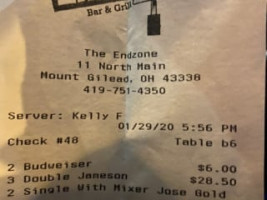 Bar & Grill
The Endzone
11 North Main
Mount Gilead, OH 43338
419-751-4350
Server: Kelly F
01/29/20 5:56 PM
Check #48 Table b6
2 Budweiser $6.00
3 Double Jameson $28.50
2 Single With Mixer Jose Gold